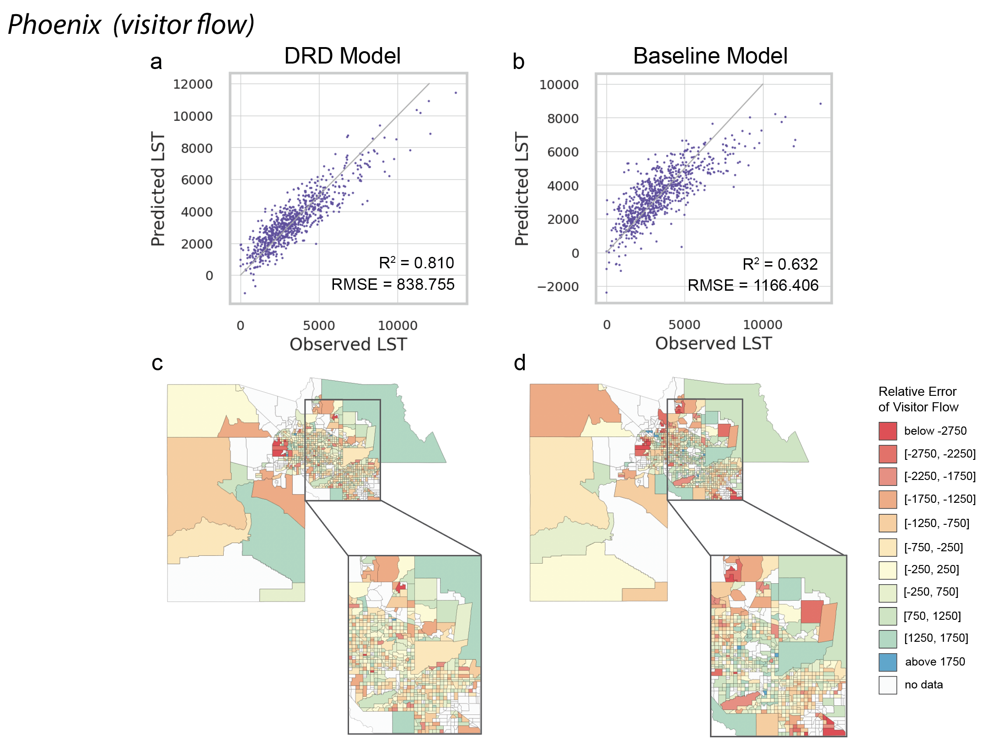 Phoenix (visitor flow)
a
DRD Model
12000
10000
8000
6000
4000
2000
0
Predicted LST
R² = 0.810
RMSE = 838.755
0 5000 10000
Observed LST
b
Baseline Model
10000
8000
6000
4000
2000
0
−2000
Predicted LST
R² = 0.632
RMSE = 1166.406
0 5000 10000
Observed LST
c
d
Relative Error
of Visitor Flow
below -2750
[-2750, -2250]
[-2250, -1750]
[-1750, -1250]
[-1250, -750]
[-750, -250]
[-250, 250]
[-250, 750]
[750, 1250]
[1250, 1750]
above 1750
no data